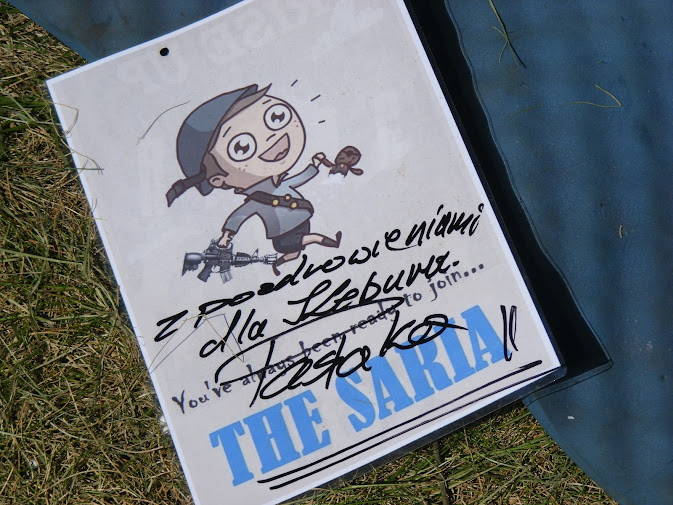 z pozdrowieniami
dla
You've always been ready to join...
THE SARIA